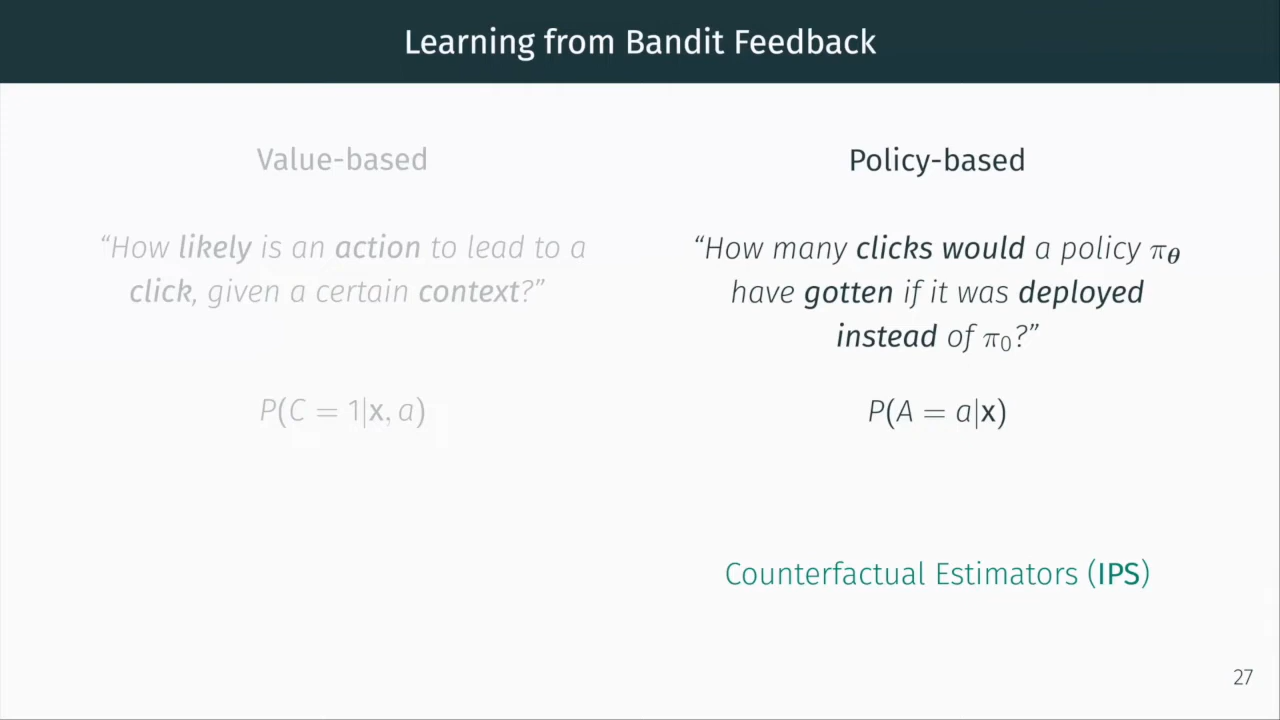 Learning from Bandit Feedback
Value-based
“How likely is an action to lead to a
click, given a certain context?”
P(C = 1|x, a)
Policy-based
“How many clicks would a policy πθ
have gotten if it was deployed
instead of π0?”
P(A = a|x)
Counterfactual Estimators (IPS)
27